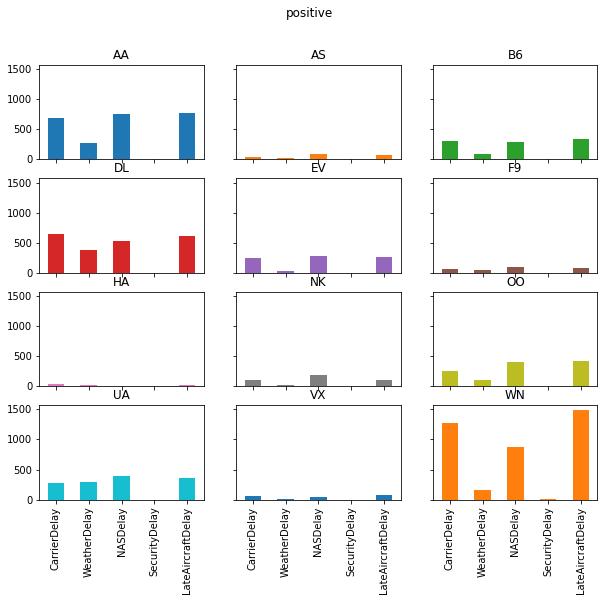 positive
AA
AS
B6
1500
1000
500
0
DL
EV
F9
1500
1000
500
0
HA
NK
OO
1500
1000
500
0
UA
VX
WN
1500
1000
500
0
CarrierDelay
WeatherDelay
NASDelay
SecurityDelay
LateAircraftDelay
CarrierDelay
WeatherDelay
NASDelay
SecurityDelay
LateAircraftDelay
CarrierDelay
WeatherDelay
NASDelay
SecurityDelay
LateAircraftDelay